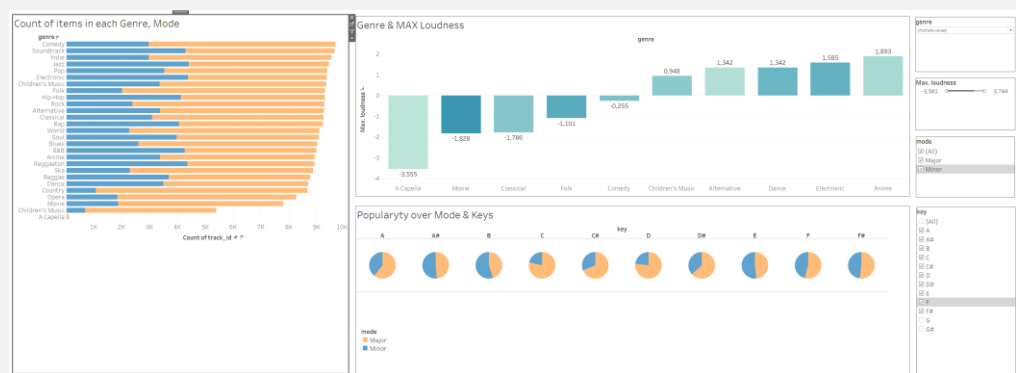 Count of items in each Genre, Mode
genre
Comedy
Soundtrack
Indie
Jazz
Pop
Electronic
Children's Music
Folk
Hip-Hop
Rock
Alternative
Classical
Rap
World
Soul
Blues
R&B
Anime
Reggaeton
Ska
Reggae
Dance
Country
Opera
Movie
Children's Music
A Capella
1K 2K 3K 4K 5K 6K 7K 8K 9K 10K
Count of track_id
Genre & MAX Loudness
genre
Max. loudness
2
1
0
-1
-2
-3
-4
-3,555
-1,828
-1,786
-1,101
-0,255
0,948
1,342
1,342
1,585
1,893
A Capella Movie Classical Folk Comedy Children's Music Alternative Dance Electronic Anime
Popularyty over Mode & Keys
key
A A# B C C# D D# E F F#
mode
Major
Minor
genre
(Multiple values)
Max. loudness
-3,581 3,744
mode
(All)
Major
Minor
key
(All)
A
A#
B
C
C#
D
D#
E
F
F#
G
G#